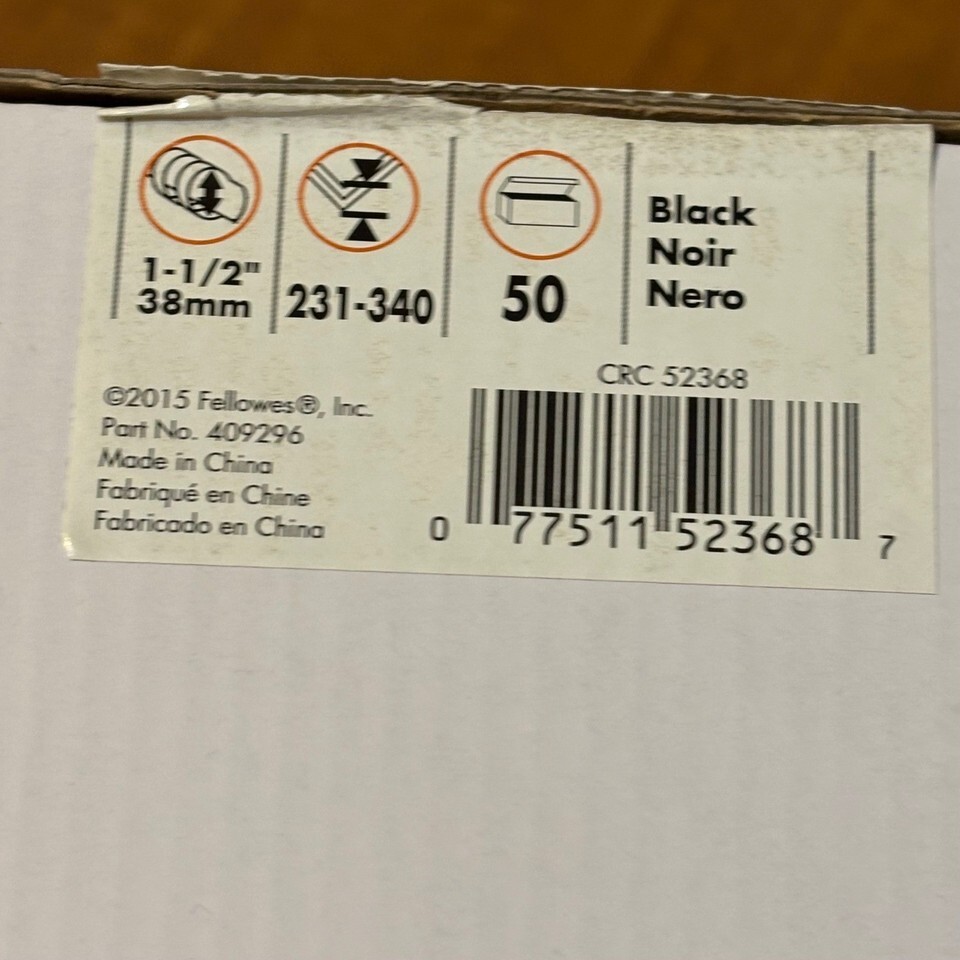 1-1/2"
38mm
231-340
50
Black
Noir
Nero
CRC 52368
©2015 Fellowes®, Inc.
Part No. 409296
Made in China
Fabriqué en Chine
Fabricado en China
0 77511 52368 7